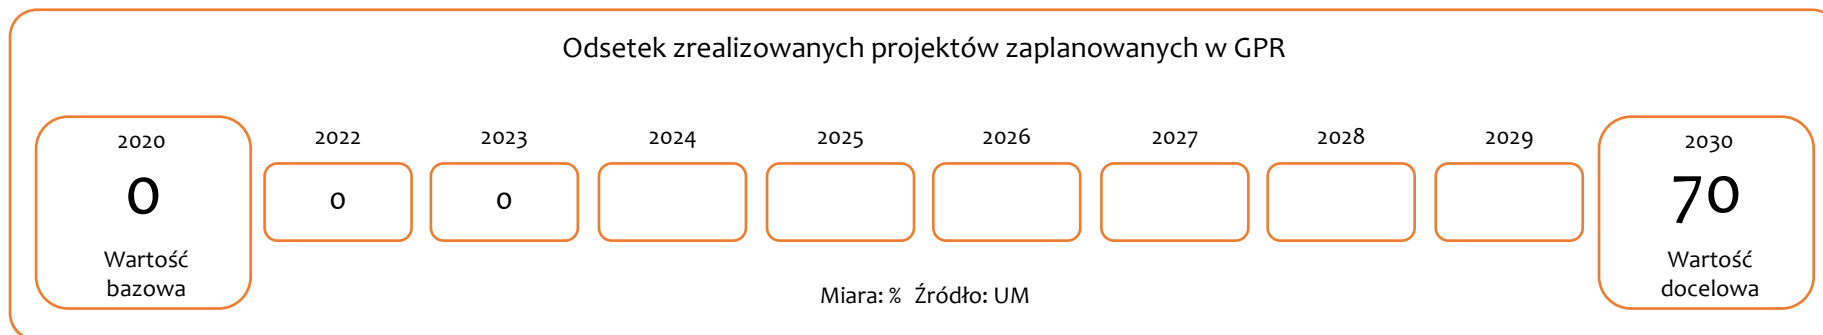 Odsetek zrealizowanych projektów zaplanowanych w GPR
2020
0
Wartość
bazowa
2022
0
2023
0
2024
2025
2026
2027
2028
2029
2030
70
Wartość
docelowa
Miara: % Źródło: UM